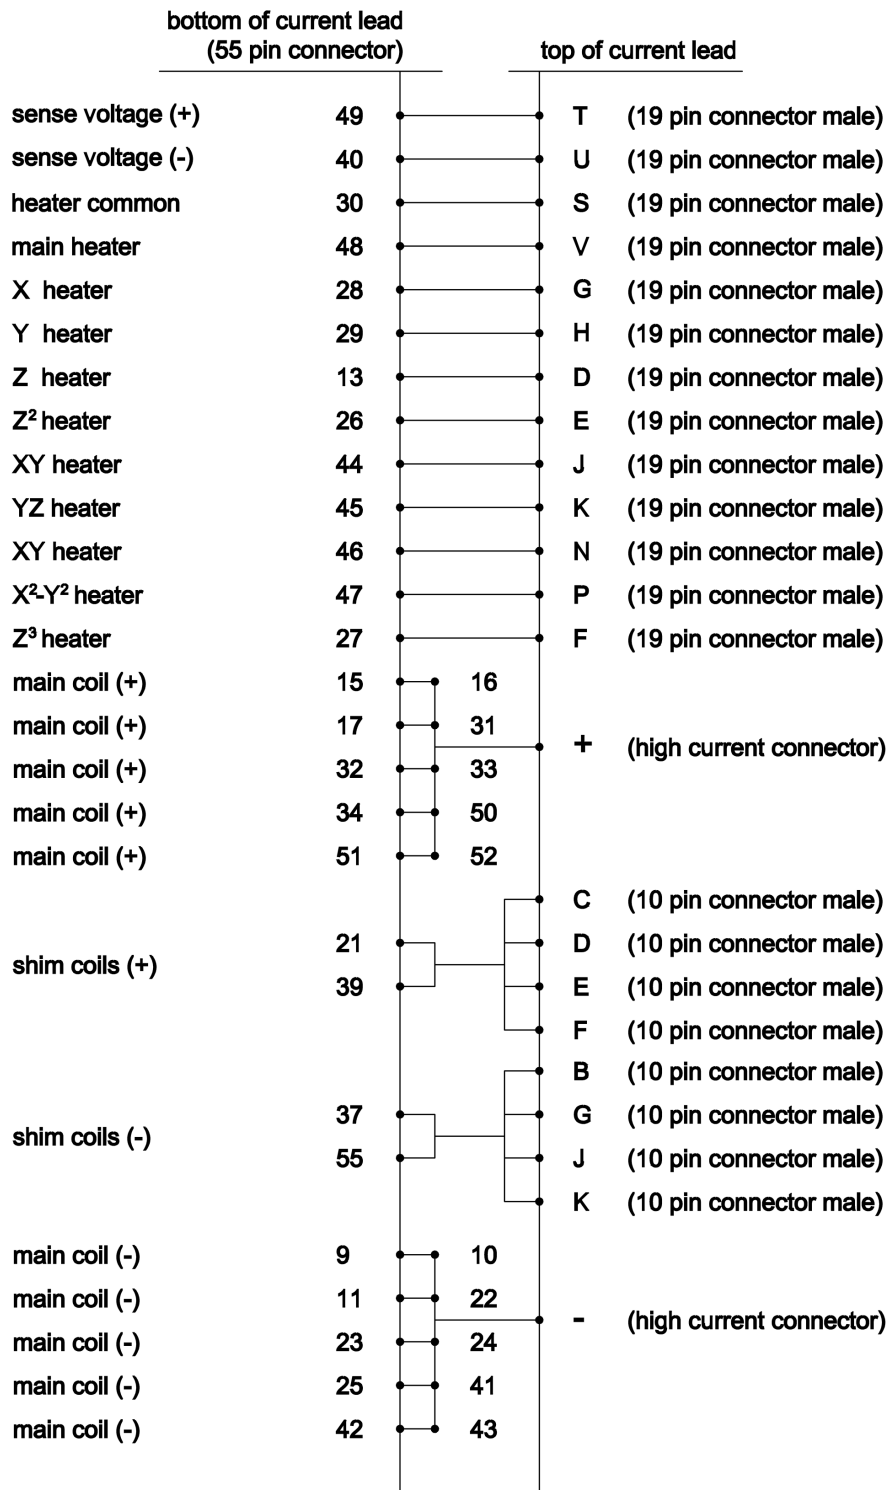 bottom of current lead
(55 pin connector)
top of current lead
sense voltage (+) 49 T (19 pin connector male)
sense voltage (-) 40 U (19 pin connector male)
heater common 30 S (19 pin connector male)
main heater 48 V (19 pin connector male)
X heater 28 G (19 pin connector male)
Y heater 29 H (19 pin connector male)
Z heater 13 D (19 pin connector male)
Z² heater 26 E (19 pin connector male)
XY heater 44 J (19 pin connector male)
YZ heater 45 K (19 pin connector male)
XY heater 46 N (19 pin connector male)
X²-Y² heater 47 P (19 pin connector male)
Z³ heater 27 F (19 pin connector male)
main coil (+) 15 16
main coil (+) 17 31
+ (high current connector)
main coil (+) 32 33
main coil (+) 34 50
main coil (+) 51 52
C (10 pin connector male)
21 D (10 pin connector male)
shim coils (+)
39 E (10 pin connector male)
F (10 pin connector male)
B (10 pin connector male)
37 G (10 pin connector male)
shim coils (-)
55 J (10 pin connector male)
K (10 pin connector male)
main coil (-) 9 10
main coil (-) 11 22
- (high current connector)
main coil (-) 23 24
main coil (-) 25 41
main coil (-) 42 43